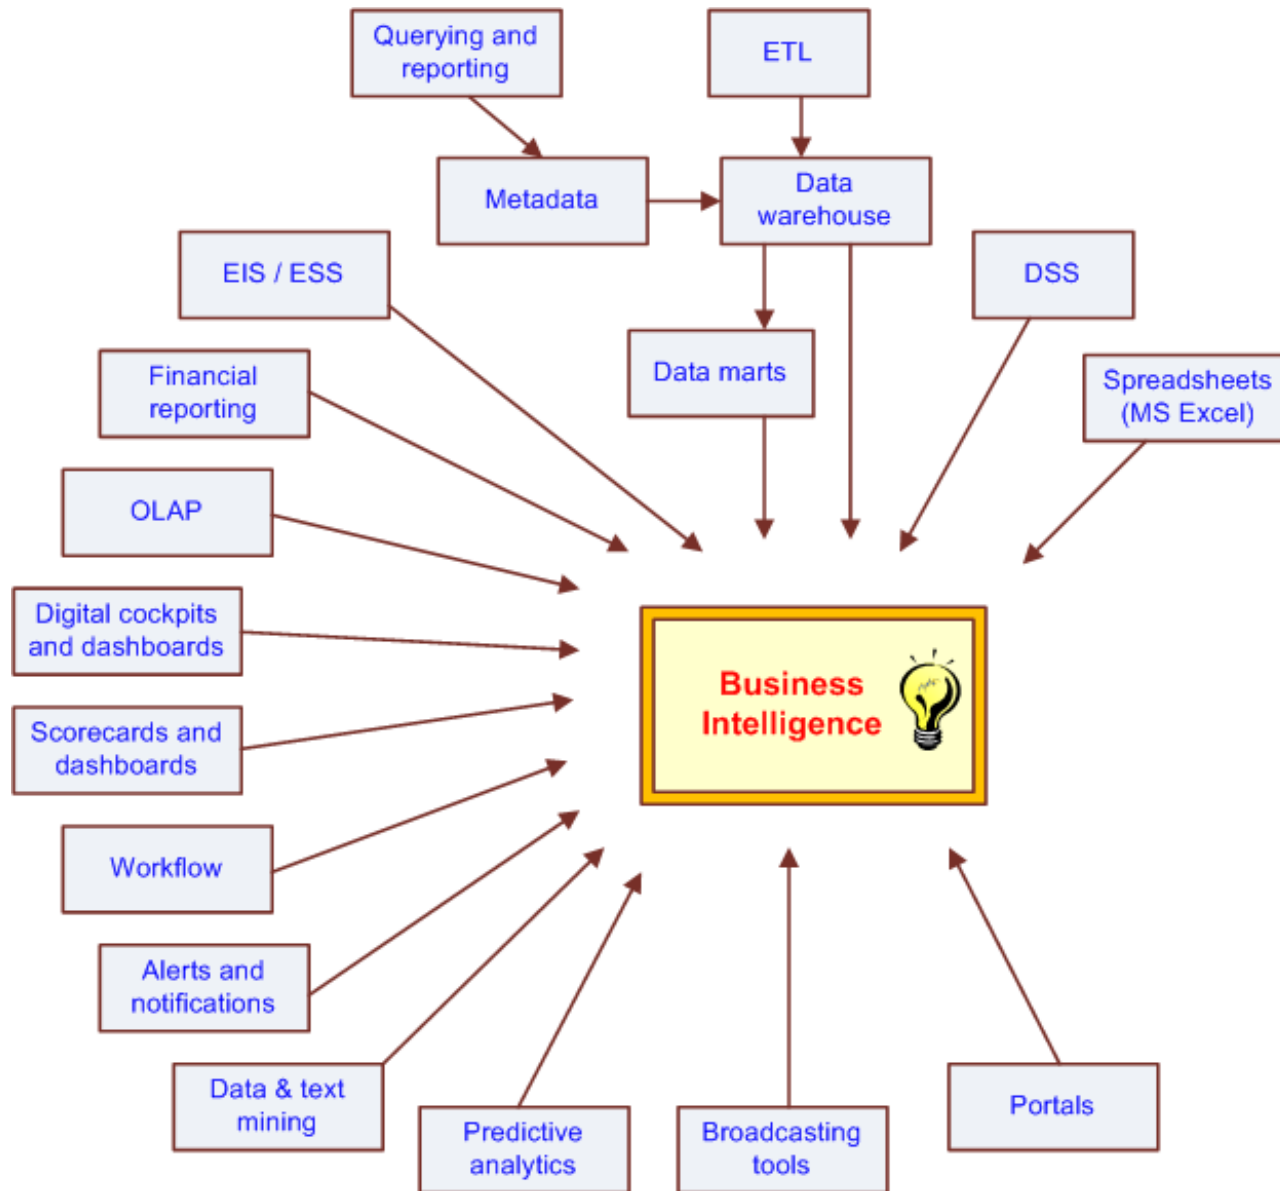 Querying and
reporting
ETL
Metadata
Data
warehouse
EIS / ESS
DSS
Data marts
Financial
reporting
Spreadsheets
(MS Excel)
OLAP
Digital cockpits
and dashboards
Business
Intelligence
Scorecards and
dashboards
Workflow
Alerts and
notifications
Data & text
mining
Predictive
analytics
Broadcasting
tools
Portals